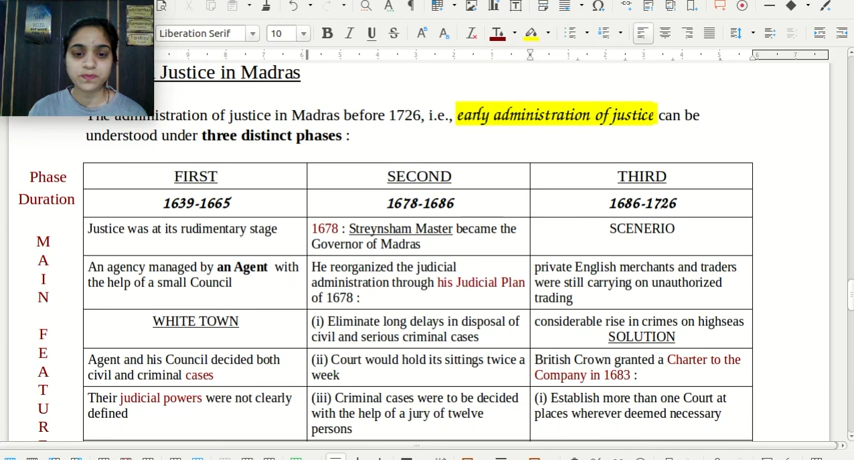 Liberation Serif
10
Justice in Madras
The administration of justice in Madras before 1726, i.e., early administration of justice can be
understood under three distinct phases :
Phase
FIRST
SECOND
THIRD
Duration
1639-1665
1678-1686
1686-1726
MAIN FEATUR
Justice was at its rudimentary stage
1678 : Streynsham Master became the
Governor of Madras
SCENERIO
An agency managed by an Agent with
the help of a small Council
He reorganized the judicial
administration through his Judicial Plan
of 1678 :
private English merchants and traders
were still carrying on unauthorized
trading
WHITE TOWN
(i) Eliminate long delays in disposal of
civil and serious criminal cases
considerable rise in crimes on highseas
SOLUTION
Agent and his Council decided both
civil and criminal cases
(ii) Court would hold its sittings twice a
week
British Crown granted a Charter to the
Company in 1683 :
Their judicial powers were not clearly
defined
(iii) Criminal cases were to be decided
with the help of a jury of twelve
persons
(i) Establish more than one Court at
places wherever deemed necessary